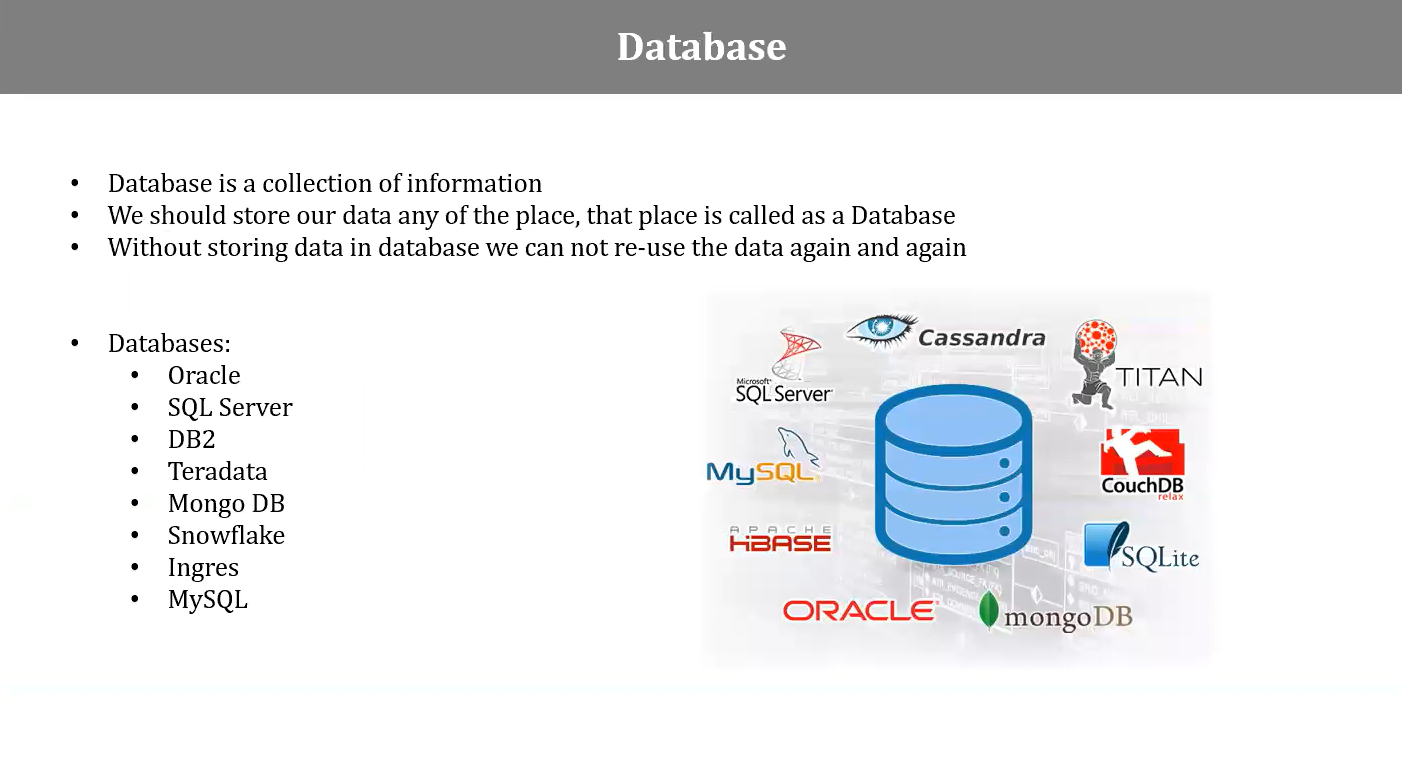 Database
• Database is a collection of information
• We should store our data any of the place, that place is called as a Database
• Without storing data in database we can not re-use the data again and again
• Databases:
• Oracle
• SQL Server
• DB2
• Teradata
• Mongo DB
• Snowflake
• Ingres
• MySQL
Cassandra
Microsoft®
SQL Server®
TITAN
MySQL
CouchDB
relax
APACHE
HBASE
SQLite
ORACLE®
mongoDB